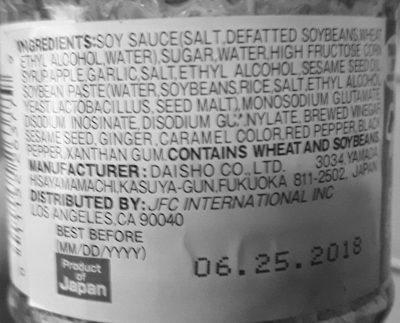 INGREDIENTS:SOY SAUCE(SALT,DEFATTED SOYBEANS,WHEAT
ETHYL ALCOHOL,WATER),SUGAR,WATER,HIGH FRUCTOSE CORN
SYRUP,APPLE,GARLIC,SALT,ETHYL ALCOHOL,SESAME SEED OIL,
SOYBEAN PASTE(WATER,SOYBEANS,RICE,SALT,ETHYL ALCOHOL,
YEAST,LACTOBACILLUS, SEED MALT),MONOSODIUM GLUTAMATE
DISODIUM INOSINATE, DISODIUM GUANYLATE, BREWED VINEGAR
SESAME SEED, GINGER ,CARAMEL COLOR,RED PEPPER,BLACK
PEPPER,XANTHAN GUM.CONTAINS WHEAT AND SOYBEANS
MANUFACTURER: DAISHO CO.,LTD. 3034,YAMADA,
HISAYAMAMACHI,KASUYA-GUN,FUKUOKA 811-2502, JAPAN
DISTRIBUTED BY:JFC INTERNATIONAL INC
LOS ANGELES,CA 90040
BEST BEFORE
(MM/DD/YYYY)
06.25.2018
Product
of
Japan